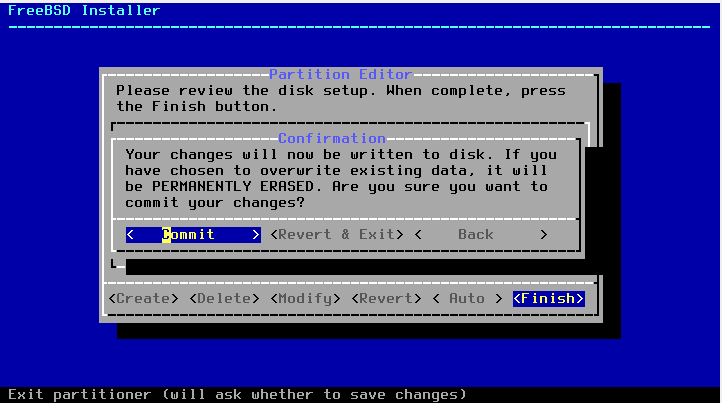 FreeBSD Installer
Partition Editor
Please review the disk setup. When complete, press
the Finish button.
Confirmation
Your changes will now be written to disk. If you
have chosen to overwrite existing data, it will
be PERMANENTLY ERASED. Are you sure you want to
commit your changes?
< Commit > <Revert & Exit> < Back >
<Create> <Delete> <Modify> <Revert> < Auto > <Finish>
Exit partitioner (will ask whether to save changes)